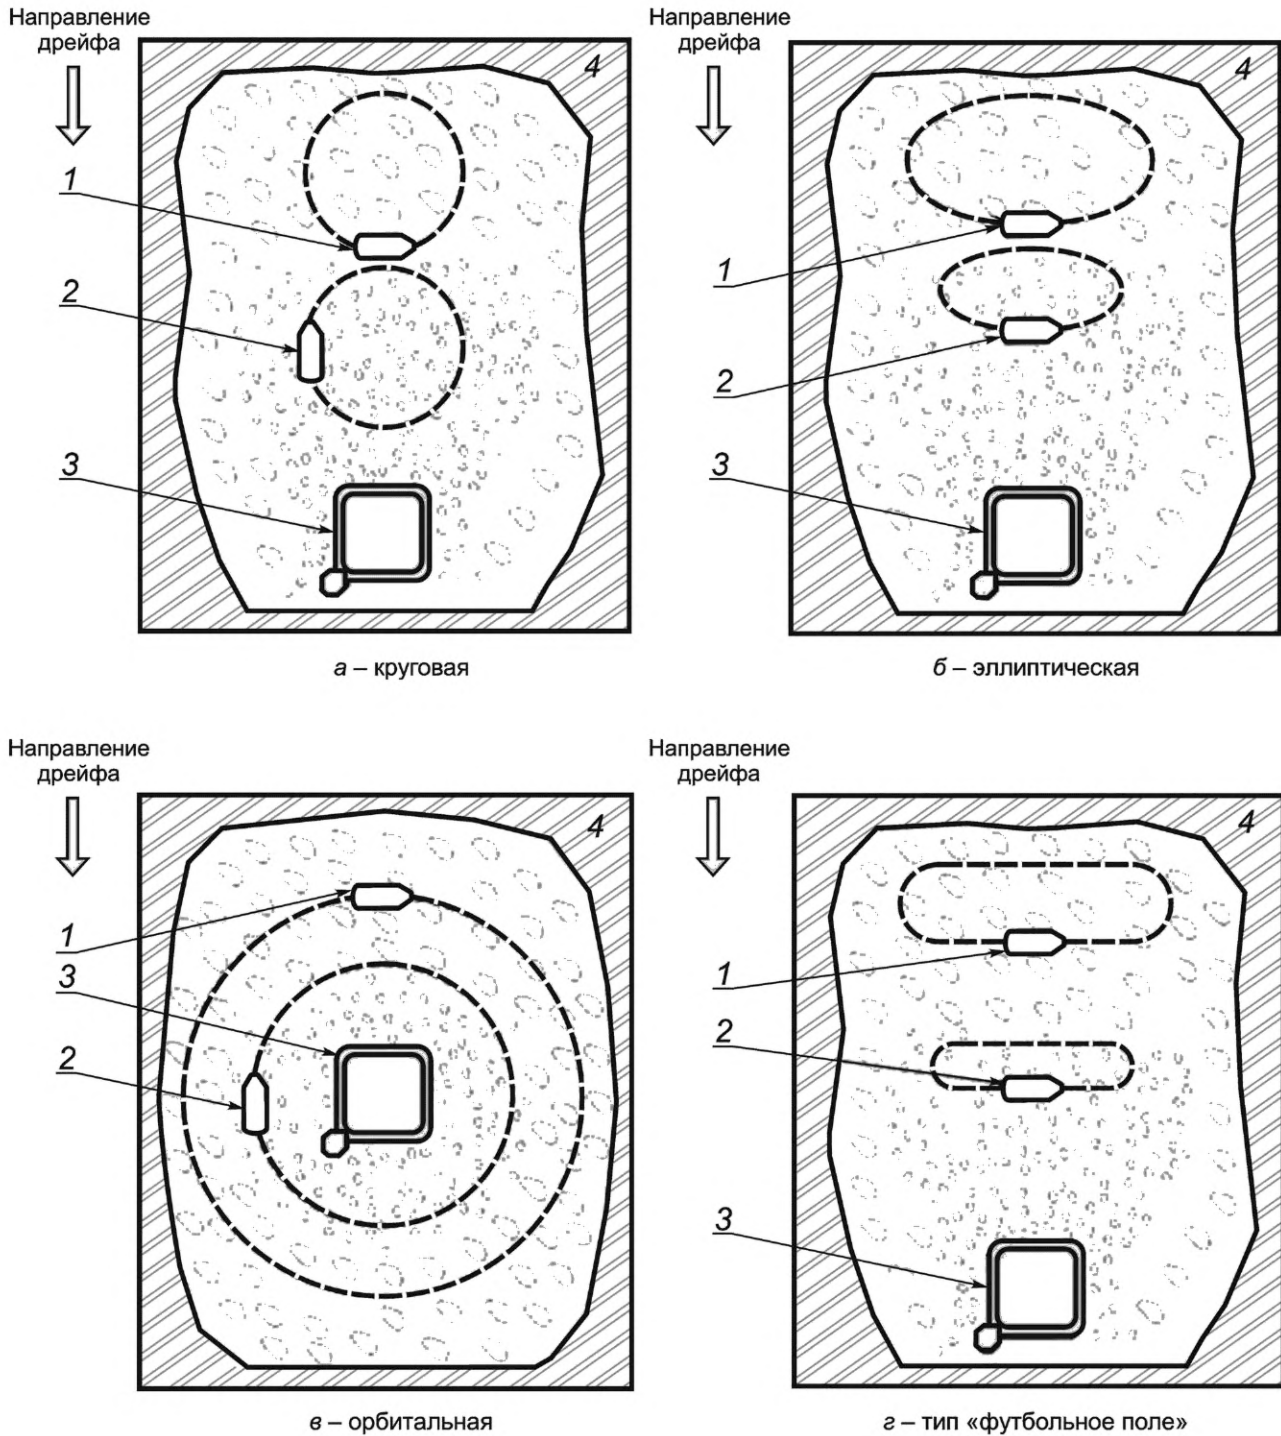 Направление
дрейфа
4
1
2
3
а – круговая
Направление
дрейфа
4
1
2
3
б – эллиптическая
Направление
дрейфа
4
1
3
2
в – орбитальная
Направление
дрейфа
4
1
2
3
г – тип «футбольное поле»